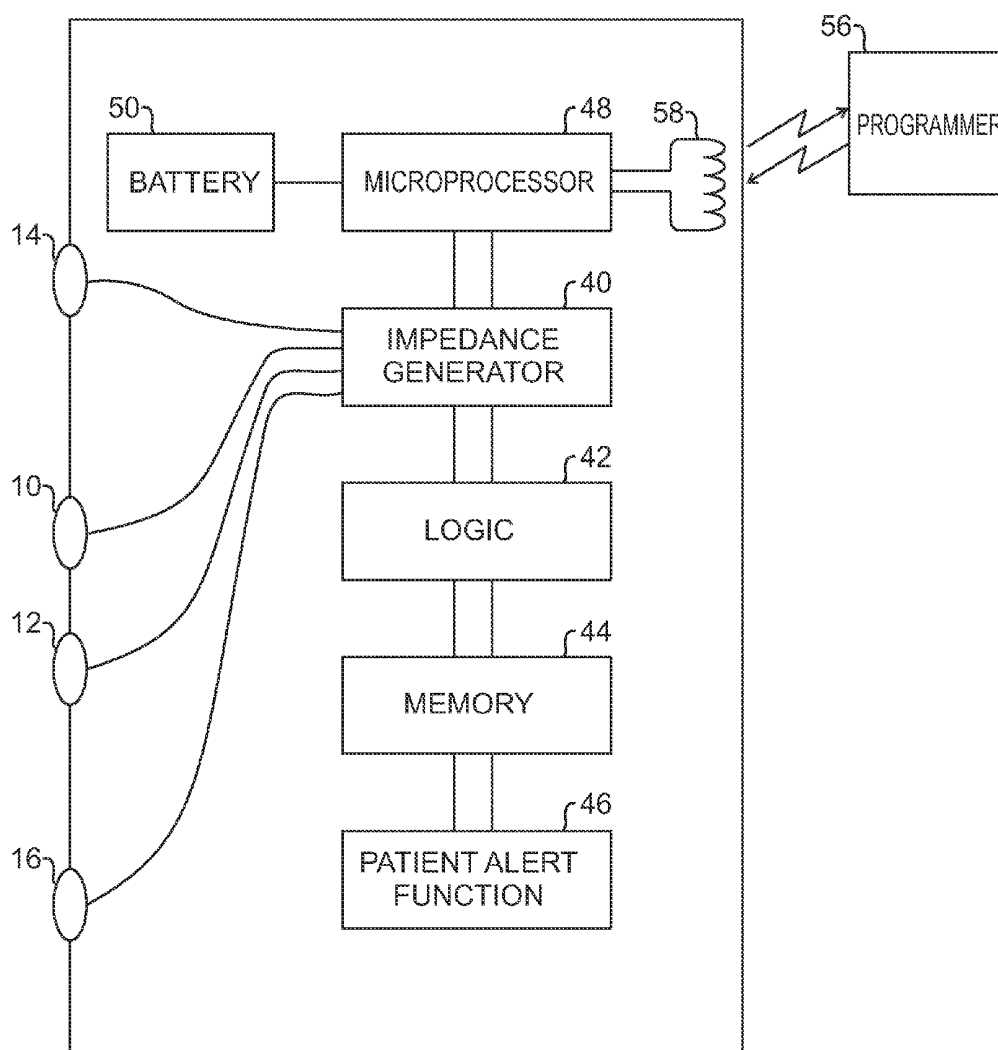 56
PROGRAMMER
50
BATTERY
48
MICROPROCESSOR
58
14
40
IMPEDANCE
GENERATOR
10
42
LOGIC
12
44
MEMORY
16
46
PATIENT ALERT
FUNCTION